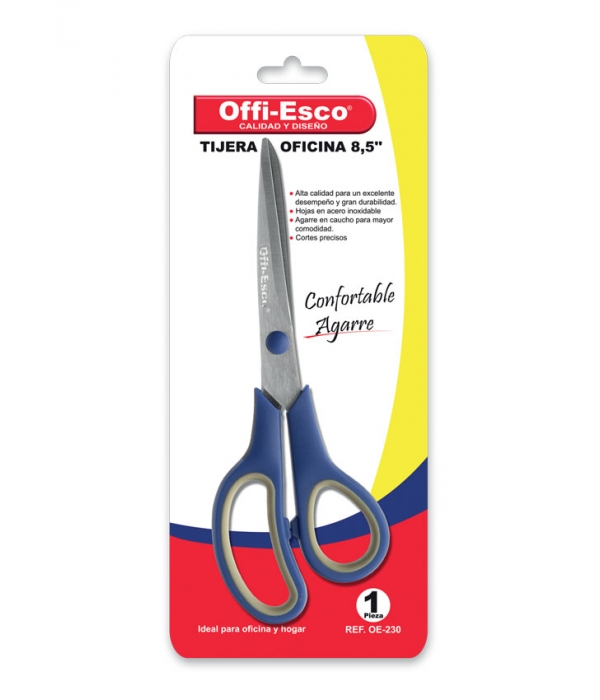 Offi-Esco®
CALIDAD Y DISEÑO
TIJERA OFICINA 8,5"
• Alta calidad para un excelente
desempeño y gran durabilidad.
• Hojas en acero inoxidable
• Agarre en caucho para mayor
comodidad.
• Cortes precisos
Offi-Esco®
Confortable
Agarre
1
Pieza
Ideal para oficina y hogar
REF. OE-230